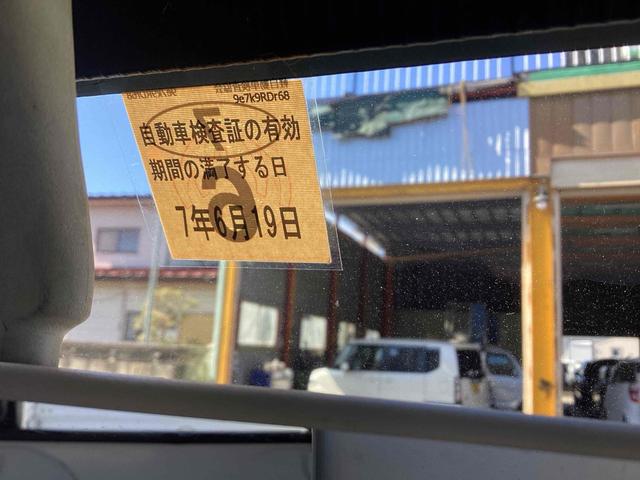 9e7k9RDr68
自動車検査証の有効
期間の満了する日
7年6月19日